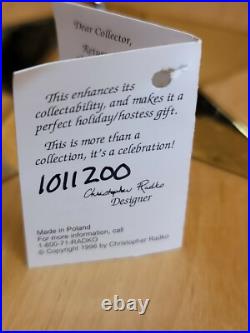 Dear Collector,
Return
This enhances its
collectability, and makes it a
perfect holiday/hostess gift.
This is more than a
collection, it's a celebration!
1011200
Christopher Radko
Designer
Made in Poland
For more information, call
1-800-71-RADKO
© Copyright 1996 by Christopher Radko